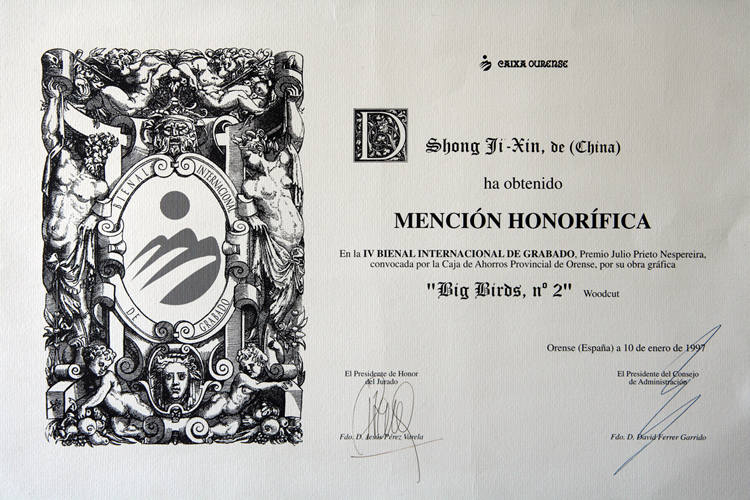 CAIXA OURENSE
BIENAL INTERNACIONAL DE GRABADO
D Shong Ji-Xin, de (China)
ha obtenido
MENCIÓN HONORÍFICA
En la IV BIENAL INTERNACIONAL DE GRABADO, Premio Julio Prieto Nespereira,
convocada por la Caja de Ahorros Provincial de Orense, por su obra gráfica
"Big Birds, nº 2" Woodcut
Orense (España) a 10 de enero de 1997
El Presidente de Honor
del Jurado
Fdo. D. Jesús Pérez Varela
El Presidente del Consejo
de Administración
Fdo. D. David Ferrer Garrido